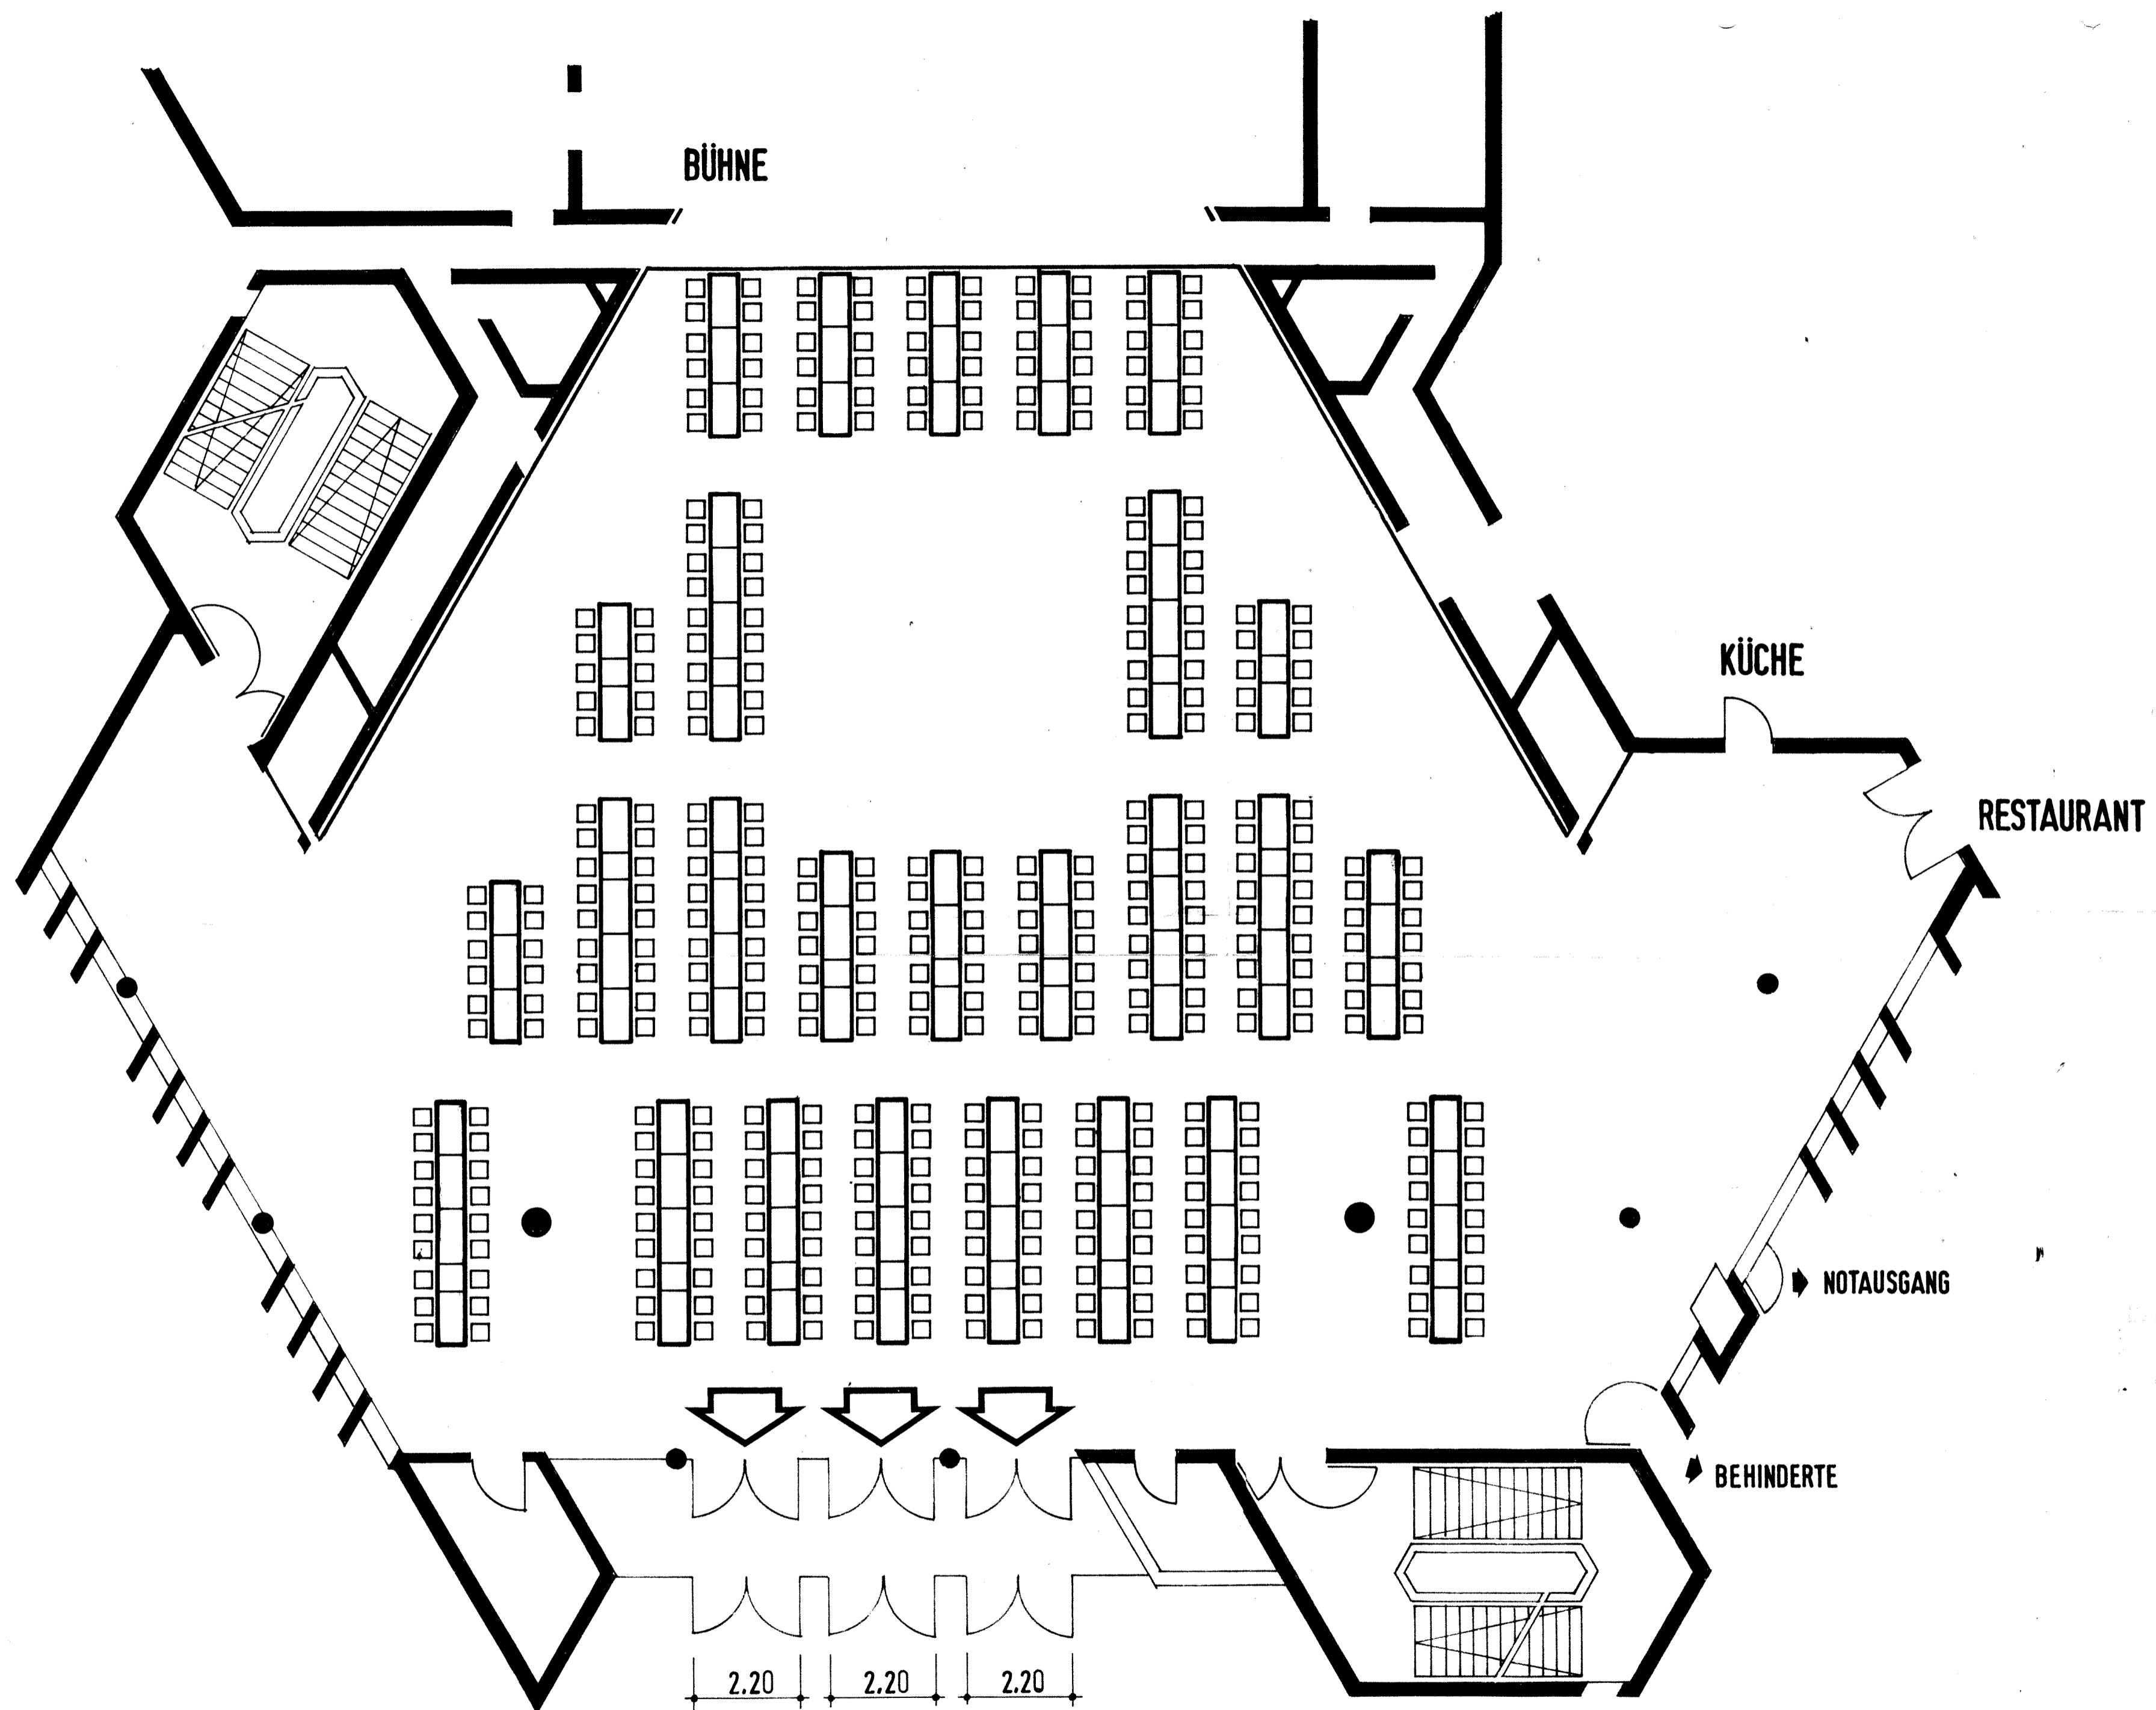 BÜHNE
KÜCHE
RESTAURANT
NOTAUSGANG
BEHINDERTE
2.20 2.20 2.20